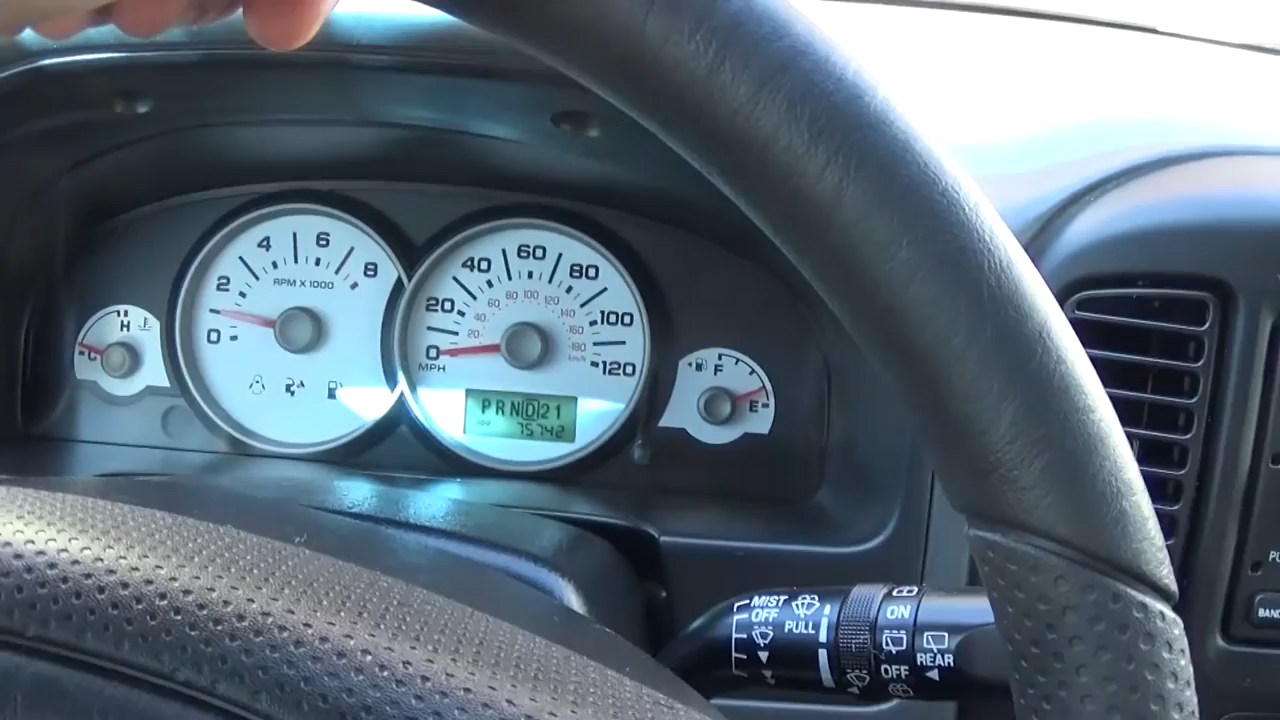 H
C
0 2 4 6 8
RPM X 1000
0 20 40 60 80 100 120
MPH
20 40 60 80 100 120 140 160 180
km/h
PRND21
75742
F
E
MIST
OFF
PULL
ON
OFF
REAR
BAND